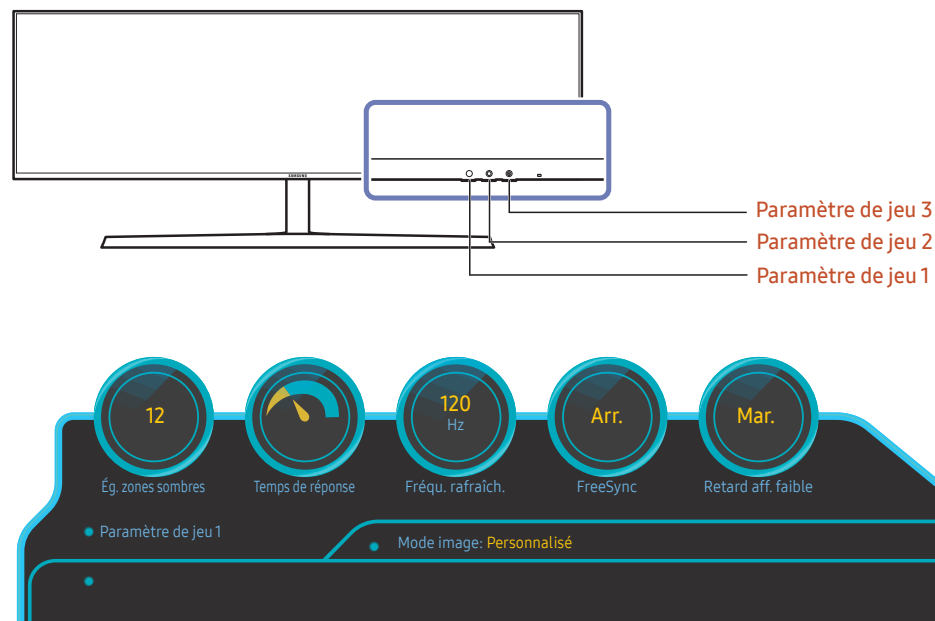 SAMSUNG
Paramètre de jeu 3
Paramètre de jeu 2
Paramètre de jeu 1
12
120
Hz
Arr.
Mar.
Ég. zones sombres
Temps de réponse
Fréqu. rafraîch.
FreeSync
Retard aff. faible
Paramètre de jeu 1
Mode image: Personnalisé